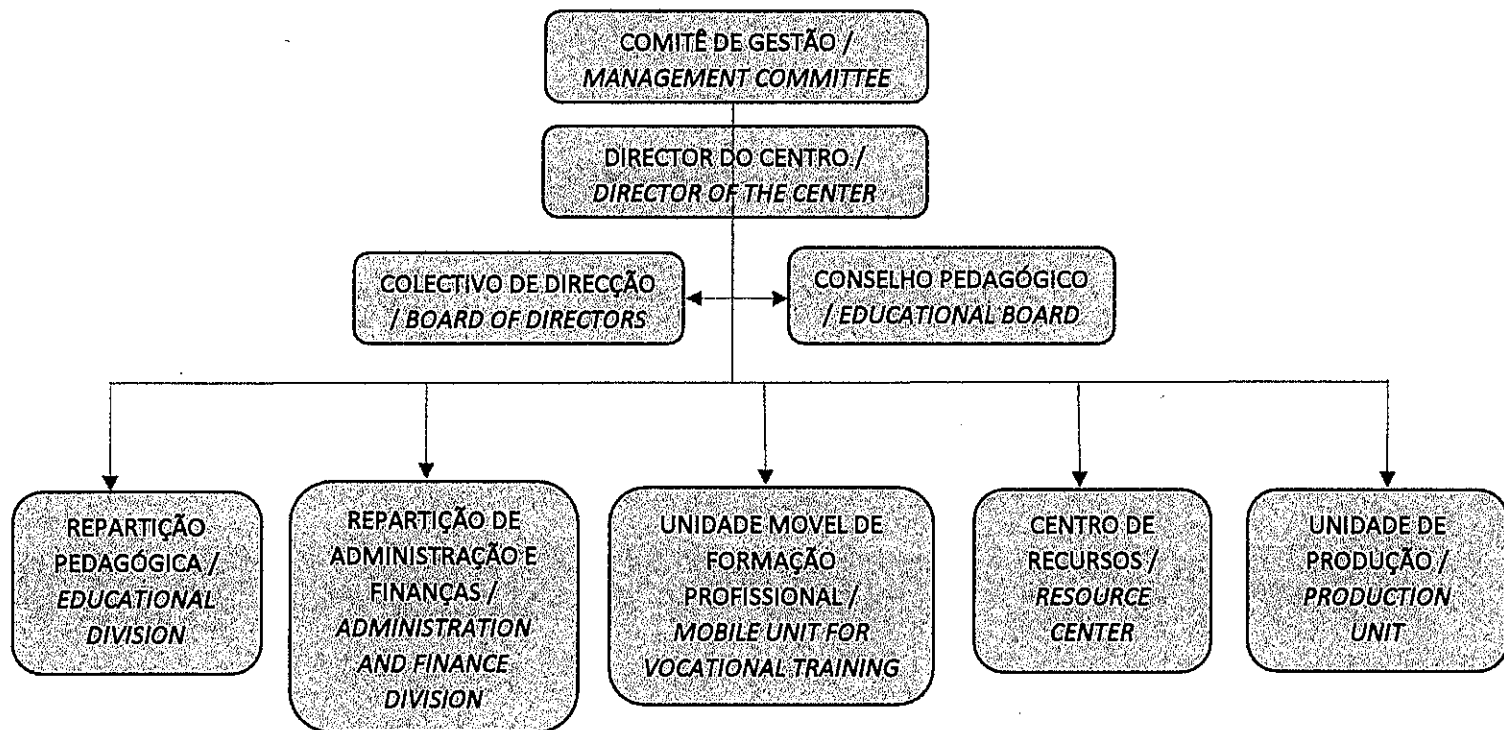 COMITÊ DE GESTÃO /
MANAGEMENT COMMITTEE
DIRECTOR DO CENTRO /
DIRECTOR OF THE CENTER
COLECTIVO DE DIRECÇÃO
/ BOARD OF DIRECTORS
CONSELHO PEDAGÓGICO
/ EDUCATIONAL BOARD
REPARTIÇÃO
PEDAGÓGICA /
EDUCATIONAL
DIVISION
REPARTIÇÃO DE
ADMINISTRAÇÃO E
FINANÇAS /
ADMINISTRATION
AND FINANCE
DIVISION
UNIDADE MOVEL DE
FORMAÇÃO
PROFISSIONAL /
MOBILE UNIT FOR
VOCATIONAL TRAINING
CENTRO DE
RECURSOS /
RESOURCE
CENTER
UNIDADE DE
PRODUÇÃO /
PRODUCTION
UNIT